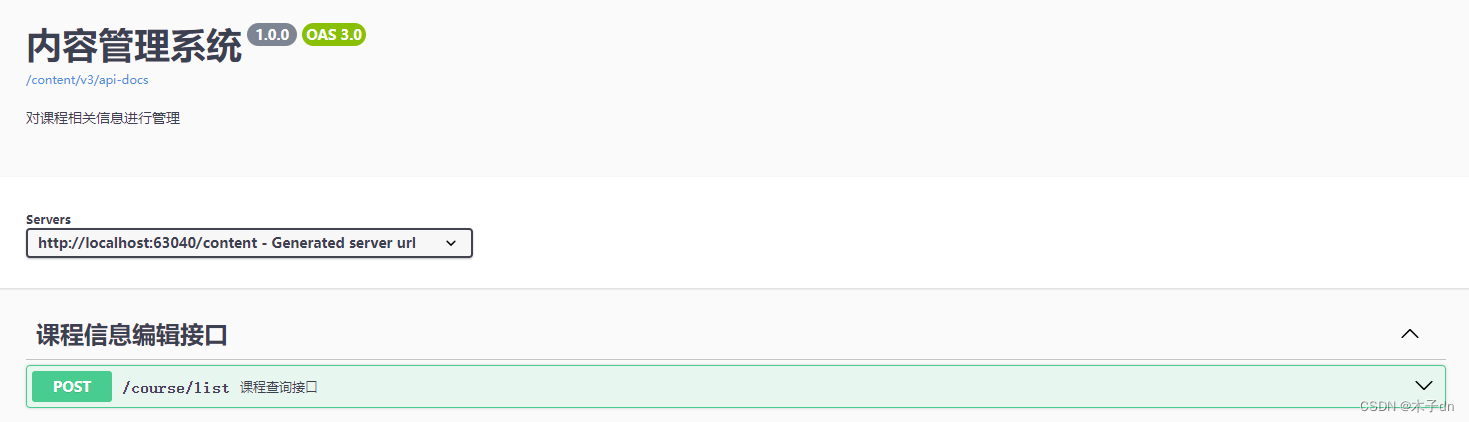 内容管理系统 1.0.0 OAS 3.0
/content/v3/api-docs
对课程相关信息进行管理
Servers
http://localhost:63040/content - Generated server url
课程信息编辑接口
POST /course/list 课程查询接口
CSDN @木子dn